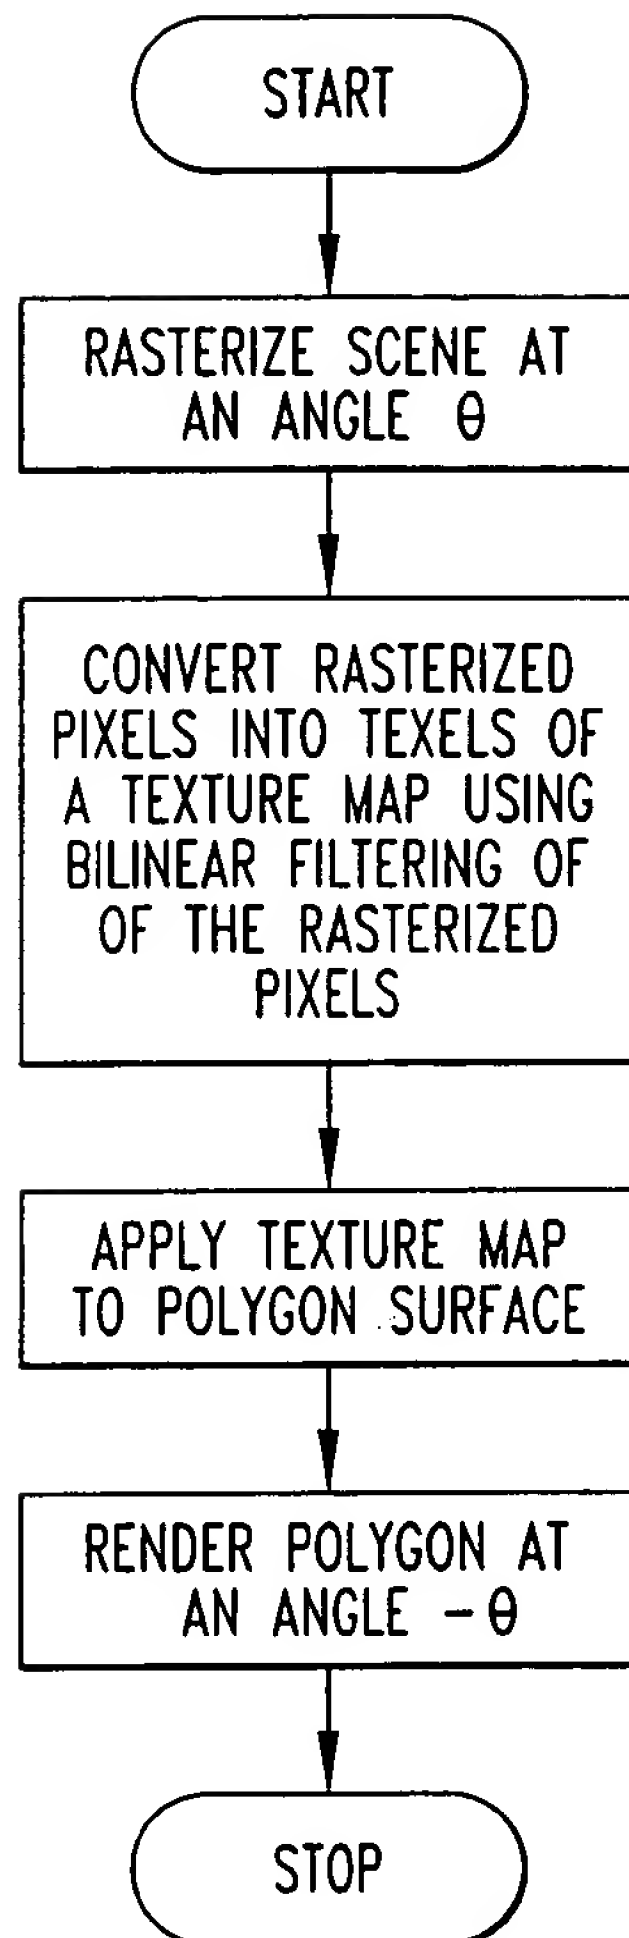 START
RASTERIZE SCENE AT
AN ANGLE θ
CONVERT RASTERIZED
PIXELS INTO TEXELS OF
A TEXTURE MAP USING
BILINEAR FILTERING OF
OF THE RASTERIZED
PIXELS
APPLY TEXTURE MAP
TO POLYGON SURFACE
RENDER POLYGON AT
AN ANGLE -θ
STOP